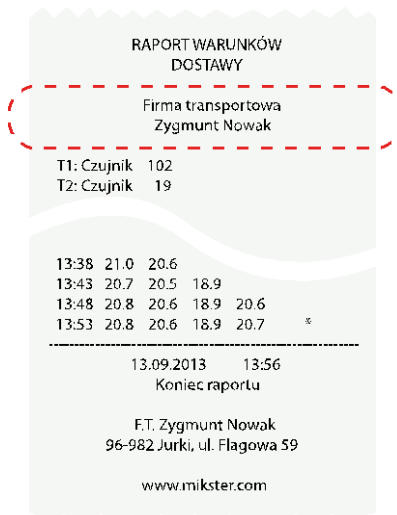 RAPORT WARUNKÓW
DOSTAWY
Firma transportowa
Zygmunt Nowak
T1: Czujnik 102
T2: Czujnik 19
13:38 21.0 20.6
13:43 20.7 20.5 18.9
13:48 20.8 20.6 18.9 20.6
13:53 20.8 20.6 18.9 20.7 *
13.09.2013 13:56
Koniec raportu
F.T. Zygmunt Nowak
96-982 Jurki, ul. Flagowa 59
www.mikster.com